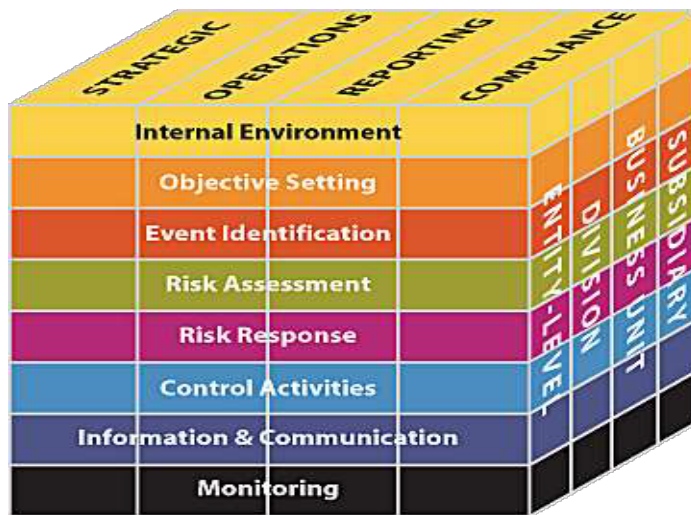 STRATEGIC
OPERATIONS
REPORTING
COMPLIANCE
Internal Environment
Objective Setting
Event Identification
Risk Assessment
Risk Response
Control Activities
Information & Communication
Monitoring
ENTITY-LEVEL
DIVISION
BUSINESS UNIT
SUBSIDIARY